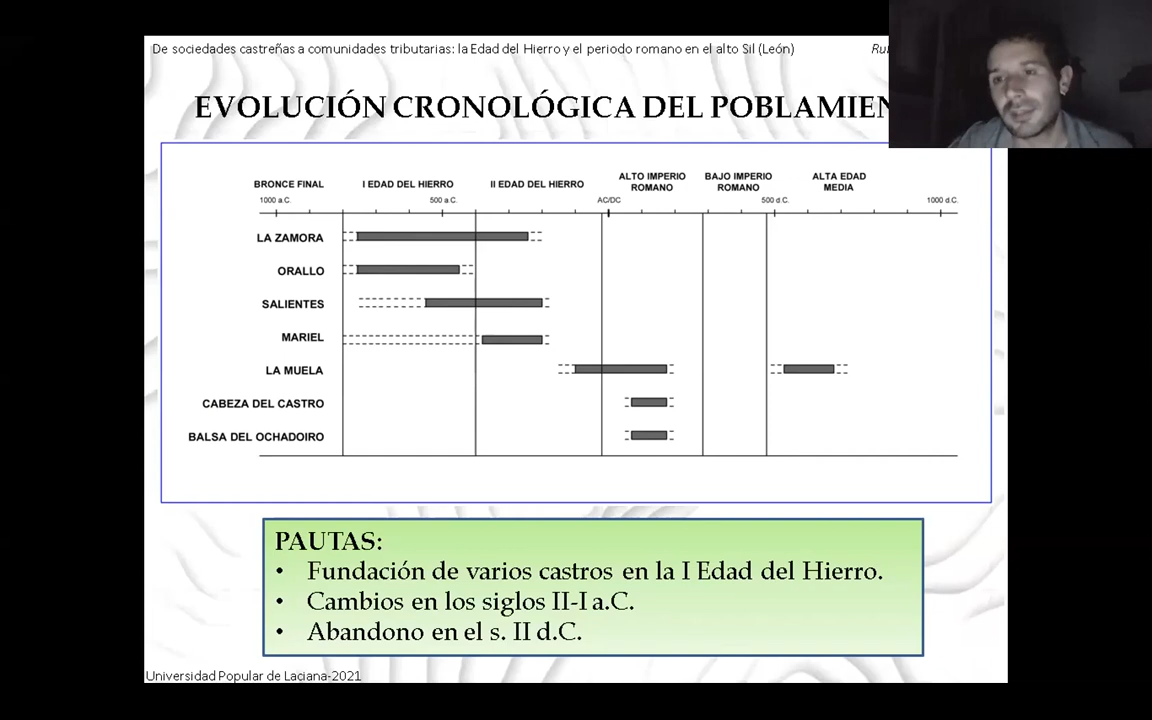 De sociedades castreñas a comunidades tributarias: la Edad del Hierro y el periodo romano en el alto Sil (León)
EVOLUCIÓN CRONOLÓGICA DEL
BRONCE FINAL I EDAD DEL HIERRO II EDAD DEL HIERRO ALTO IMPERIO ROMANO BAJO IMPERIO ROMANO ALTA EDAD MEDIA
1000 a.C. 500 a.C. AC/DC 500 d.C. 1000 d.C.
LA ZAMORA
ORALLO
SALIENTES
MARIEL
LA MUELA
CABEZA DEL CASTRO
BALSA DEL OCHADOIRO
PAUTAS:
• Fundación de varios castros en la I Edad del Hierro.
• Cambios en los siglos II-I a.C.
• Abandono en el s. II d.C.
Universidad Popular de Laciana-2021